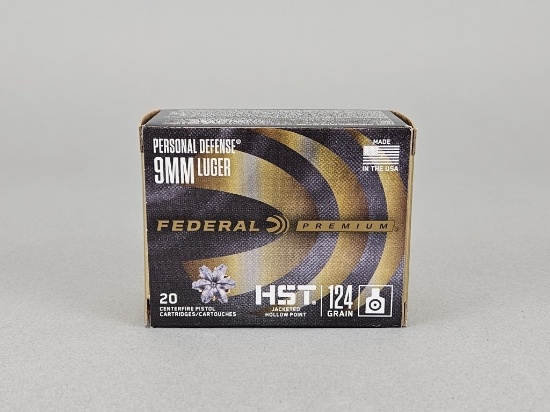 PERSONAL DEFENSE®
9MM LUGER
MADE
IN THE USA
FEDERAL PREMIUM®
20
CENTERFIRE PISTOL
CARTRIDGES/CARTOUCHES
HST®
JACKETED
HOLLOW POINT
124
GRAIN